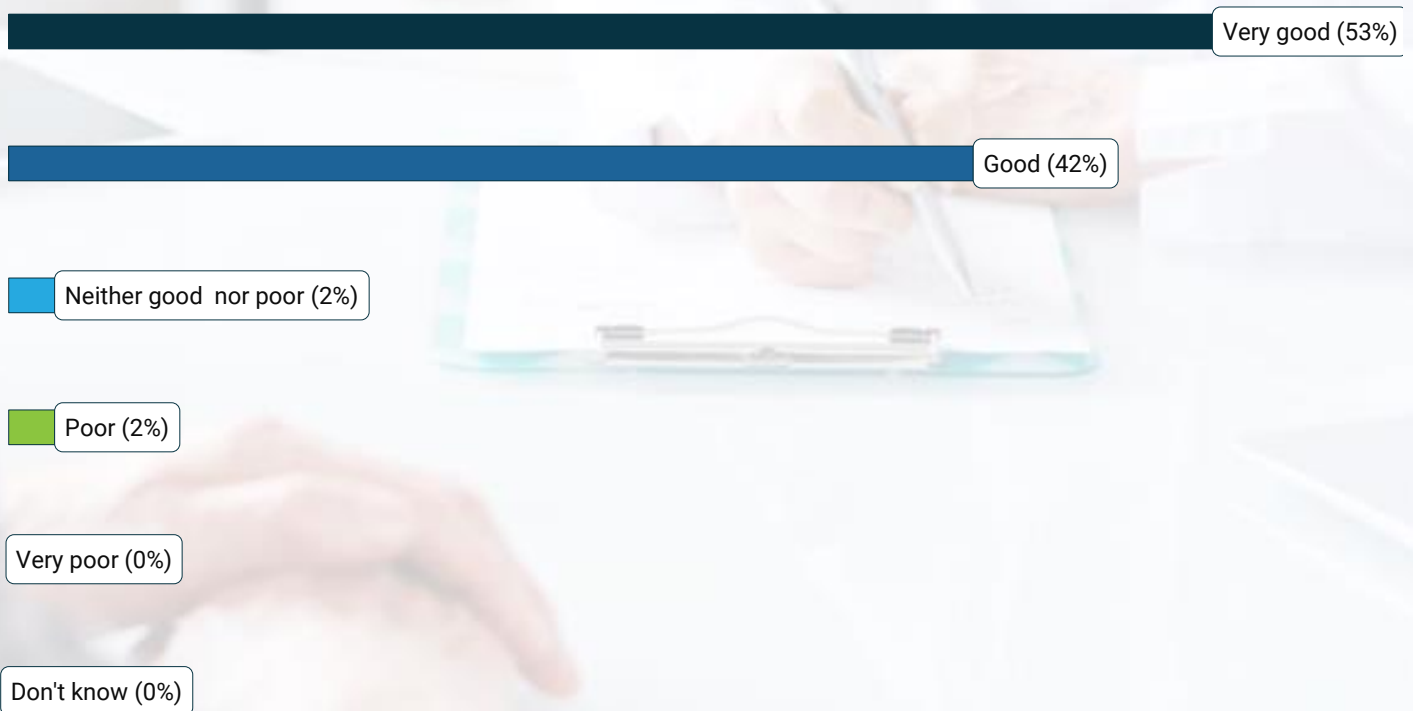 Very good (53%)
Good (42%)
Neither good  nor poor (2%)
Poor (2%)
Very poor (0%)
Don't know (0%)